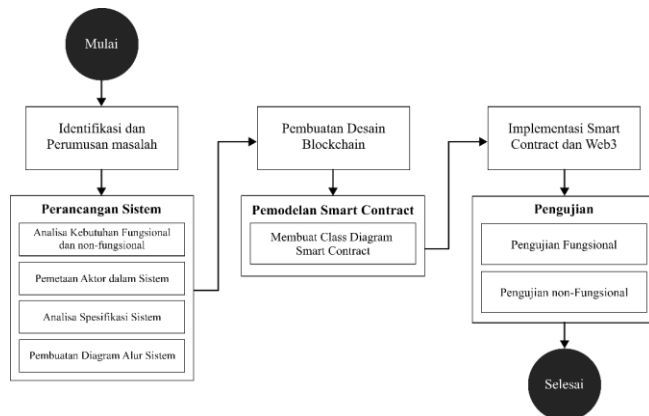 Mulai
Identifikasi dan
Perumusan masalah
Perancangan Sistem
Analisa Kebutuhan Fungsional
dan non-fungsional
Pemetaan Aktor dalam Sistem
Analisa Spesifikasi Sistem
Pembuatan Diagram Alur Sistem
Pembuatan Desain
Blockchain
Pemodelan Smart Contract
Membuat Class Diagram
Smart Contract
Implementasi Smart
Contract dan Web3
Pengujian
Pengujian Fungsional
Pengujian non-Fungsional
Selesai